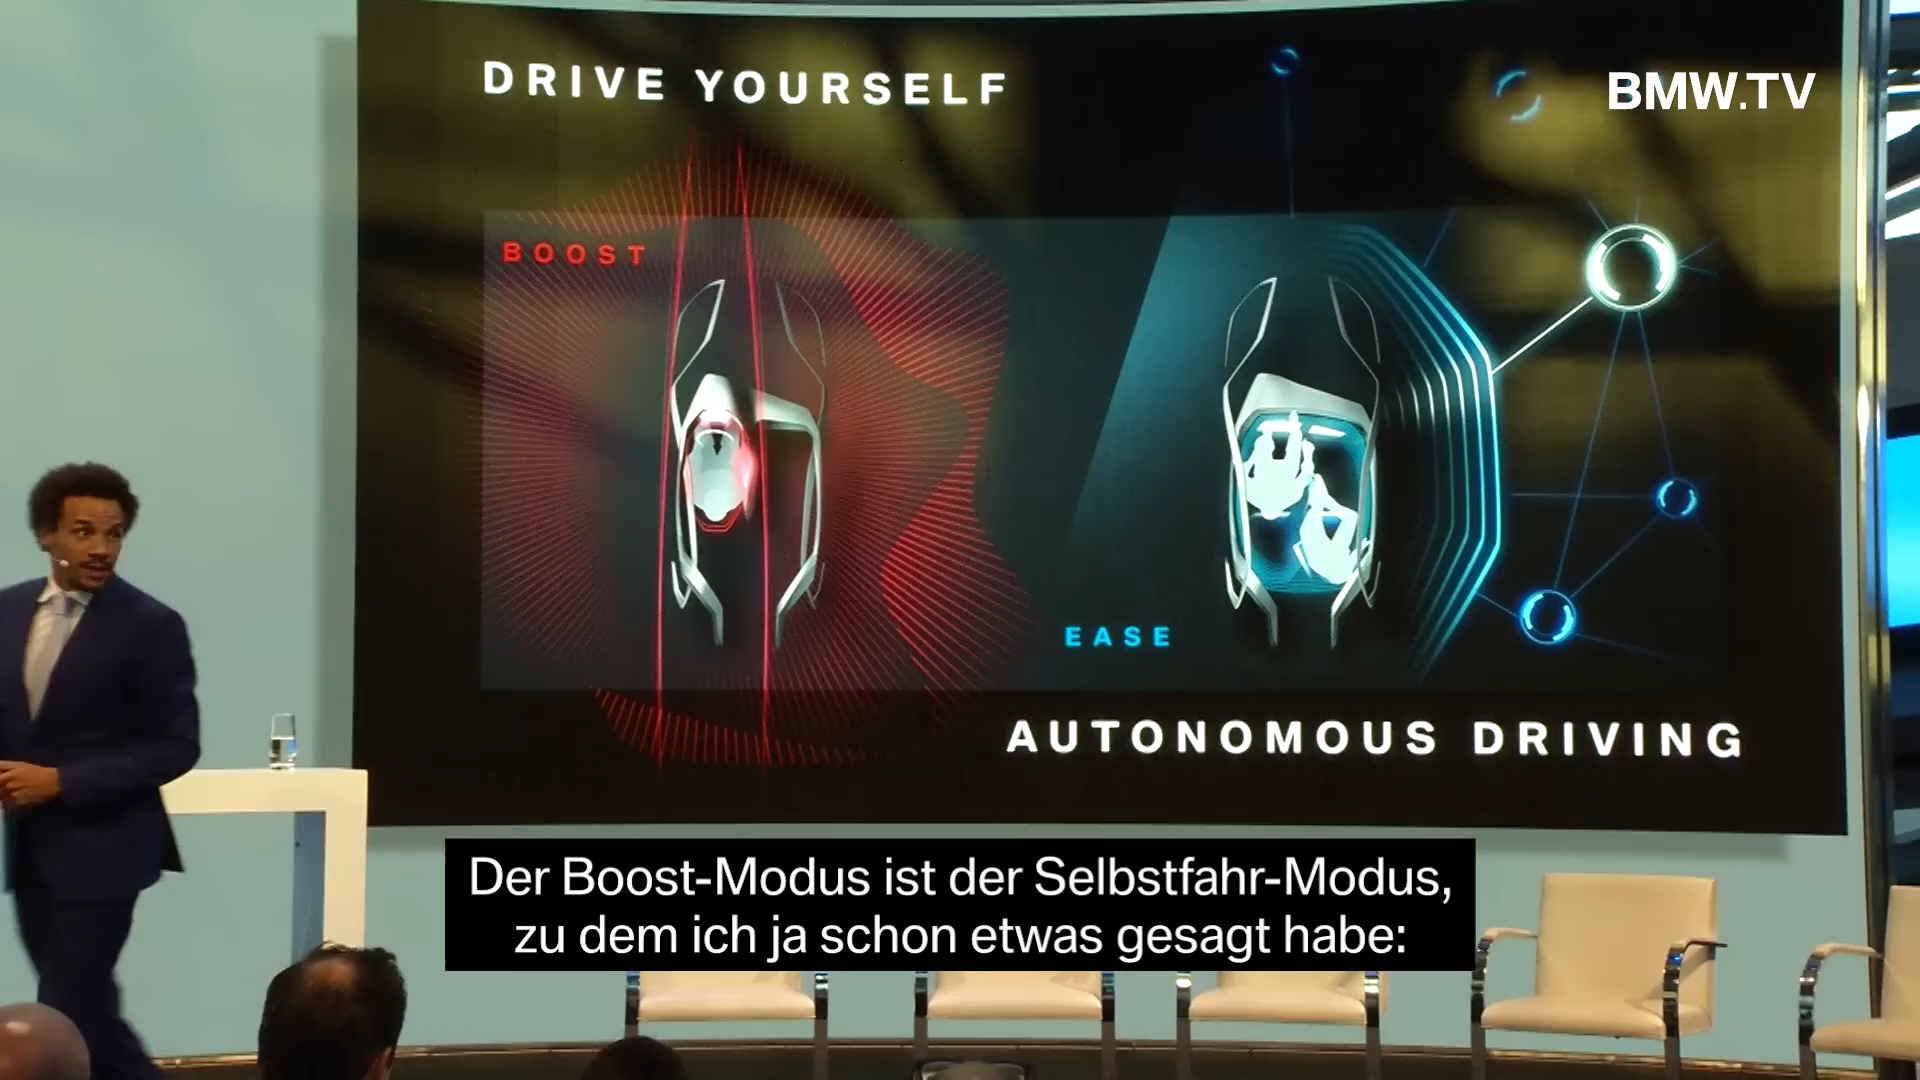 DRIVE YOURSELF
BMW.TV
BOOST
EASE
AUTONOMOUS DRIVING
Der Boost-Modus ist der Selbstfahr-Modus,
zu dem ich ja schon etwas gesagt habe: